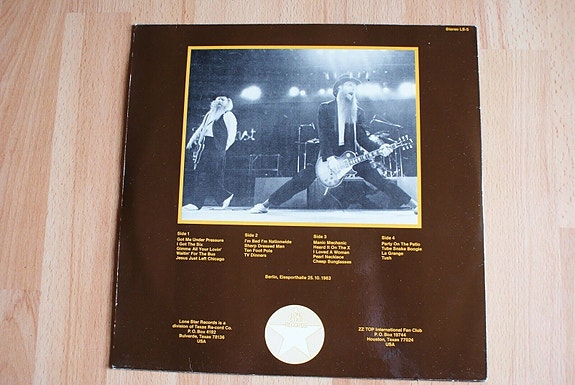 Stereo LS-5
Side 1
Got Me Under Pressure
I Got The Six
Gimme All Your Lovin'
Waitin' For The Bus
Jesus Just Left Chicago
Side 2
I'm Bad I'm Nationwide
Sharp Dressed Man
Ten Foot Pole
TV Dinners
Side 3
Manic Mechanic
Heard It On The X
I Loved A Woman
Pearl Necklace
Cheap Sunglasses
Side 4
Party On The Patio
Tube Snake Boogie
La Grange
Tush
Berlin, Eissporthalle 25.10.1983
Lone Star Records is a
division of Texas Re-cord Co.
P.O. Box 4192
Bulverde, Texas 78136
USA
ZZ TOP International Fan Club
P.O. Box 19744
Houston, Texas 77024
USA